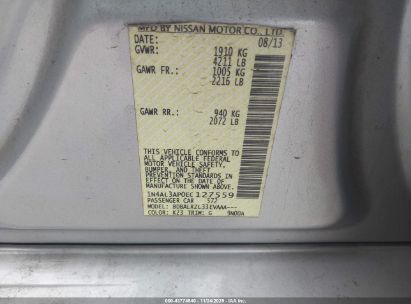 MFD BY NISSAN MOTOR CO., LTD.
DATE: 08/13
GVWR: 1910 KG
4211 LB
GAWR FR.: 1005 KG
2216 LB
GAWR RR.: 940 KG
2072 LB
THIS VEHICLE CONFORMS TO
ALL APPLICABLE FEDERAL
MOTOR VEHICLE SAFETY,
BUMPER, AND THEFT
PREVENTION STANDARDS IN
EFFECT ON THE DATE OF
MANUFACTURE SHOWN ABOVE.
1N4AL3AP0EC127559
PASSENGER CAR 572
MODEL:
COLOR: K23 TRIM: G